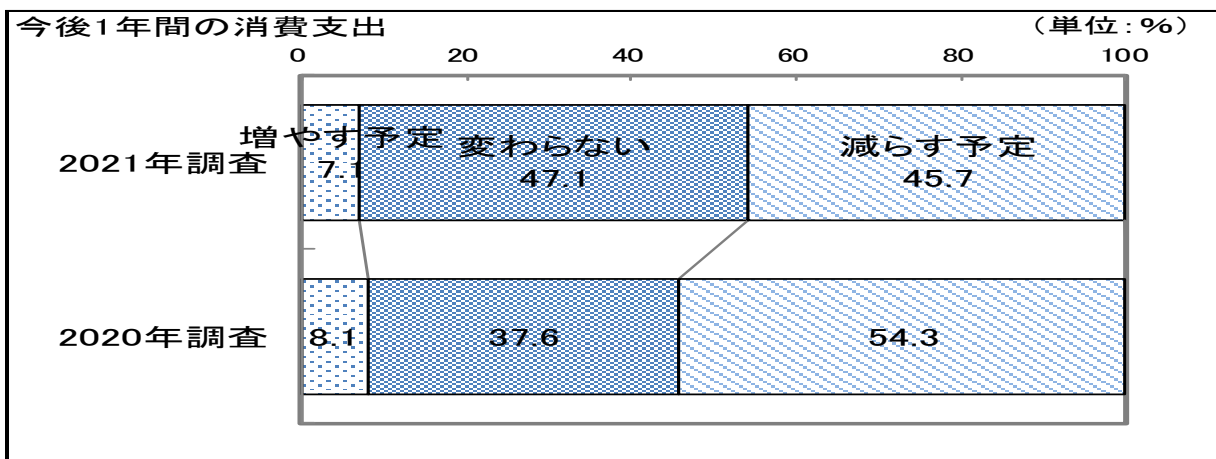 今後1年間の消費支出
（単位：%）
0 20 40 60 80 100
2021年調査
増やす予定
7.1
変わらない
47.1
減らす予定
45.7
2020年調査
8.1
37.6
54.3